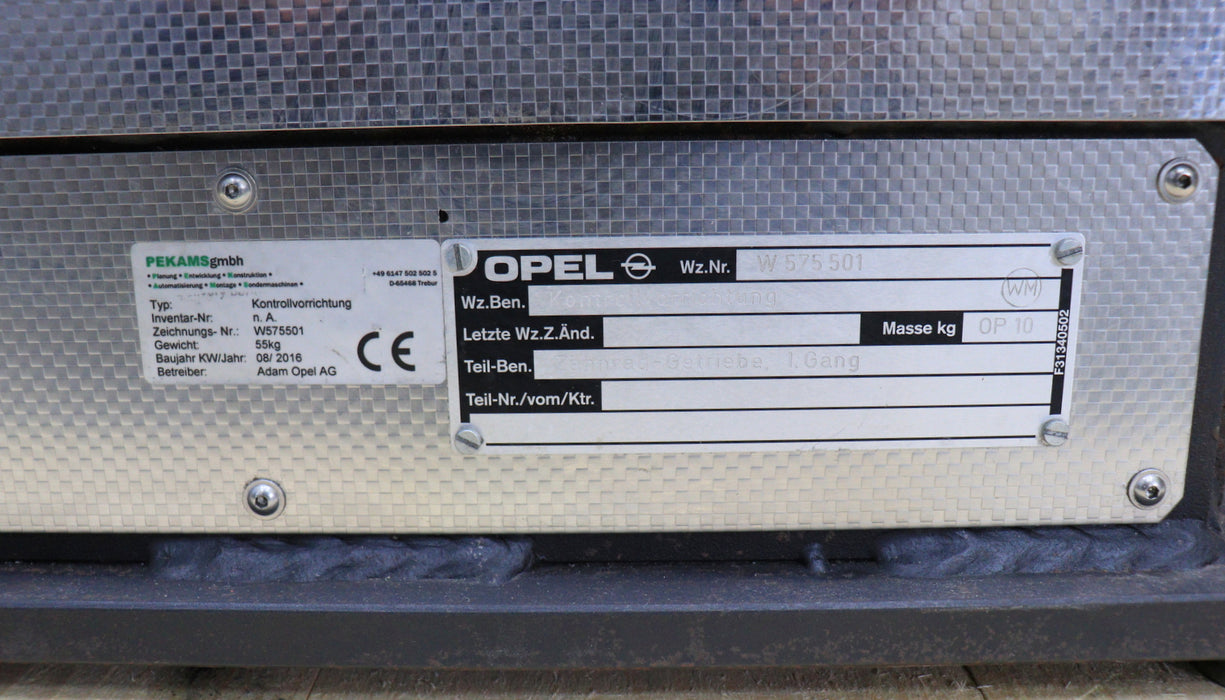 PEKAMSgmbh
• Planung • Entwicklung • Konstruktion •
• Automatisierung • Montage • Sondermaschinen •
+49 6147 502 502 5
D-65468 Trebur
Typ: Kontrollvorrichtung
Inventar-Nr: n. A.
Zeichnungs- Nr.: W575501
Gewicht: 55kg
Baujahr KW/Jahr: 08/ 2016
Betreiber: Adam Opel AG
CE
OPEL Wz.Nr. W 575 501
Wz.Ben. Kontrollvorrichtung
WM
Letzte Wz.Z.Änd. Masse kg OP 10
Teil-Ben. Zahnrad-Getriebe, 1.Gang
Teil-Nr./vom/Ktr.
F31340502